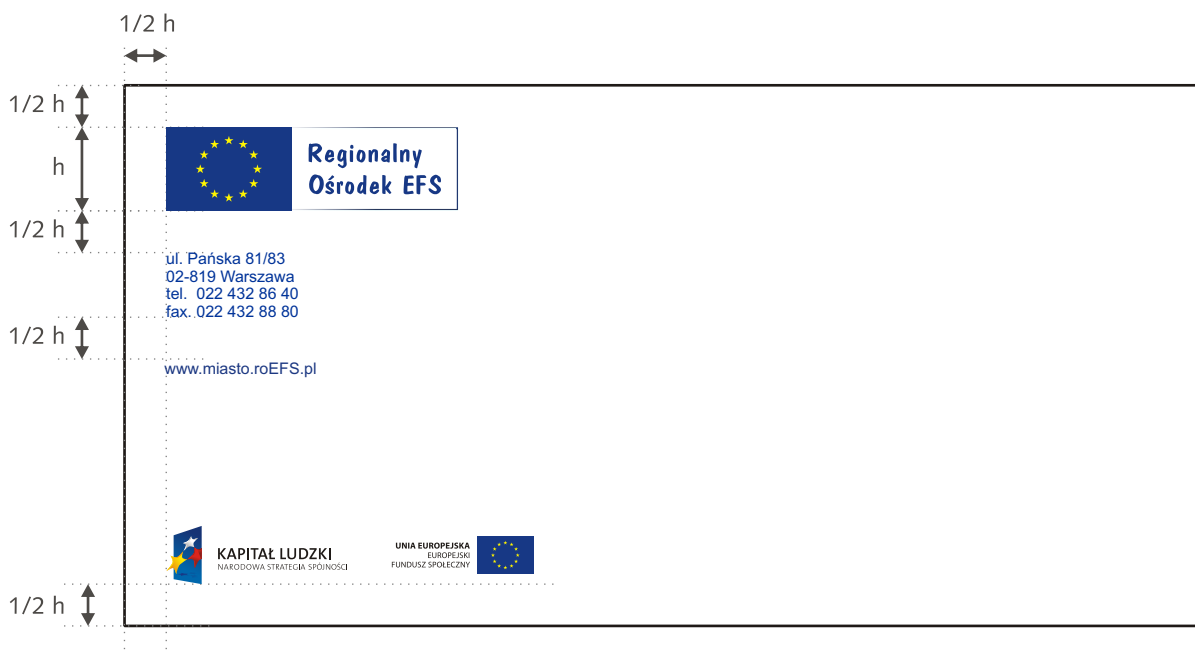 1/2 h
1/2 h
h
Regionalny
Ośrodek EFS
1/2 h
ul. Pańska 81/83
02-819 Warszawa
tel. 022 432 86 40
fax. 022 432 88 80
1/2 h
www.miasto.roEFS.pl
KAPITAŁ LUDZKI
NARODOWA STRATEGIA SPÓJNOŚCI
UNIA EUROPEJSKA
EUROPEJSKI
FUNDUSZ SPOŁECZNY
1/2 h